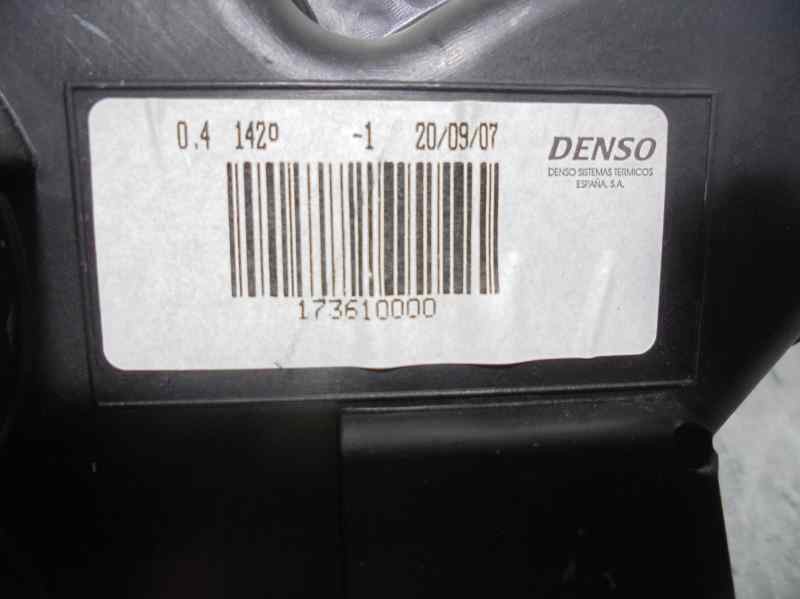 0.4 142º -1 20/09/07
DENSO
DENSO SISTEMAS TERMICOS
ESPAÑA, S.A.
173610000